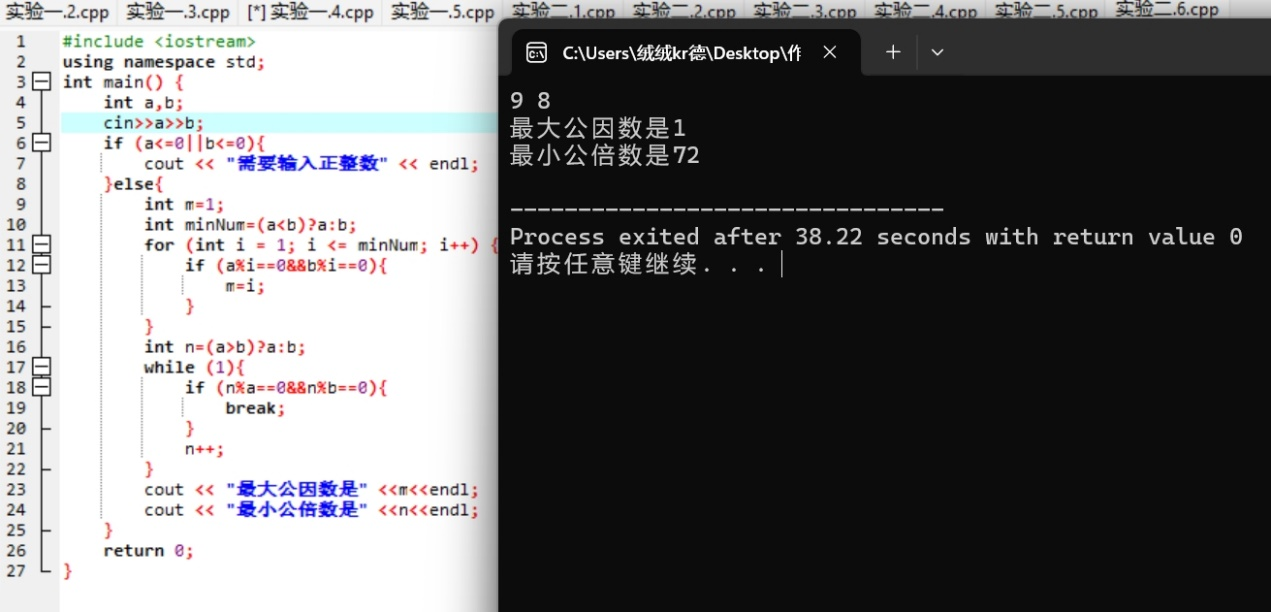 实验一.2.cpp 实验一.3.cpp [*] 实验一.4.cpp 实验一.5.cpp 实验二.1.cpp 实验二.2.cpp 实验二.3.cpp 实验二.4.cpp 实验二.5.cpp 实验二.6.cpp
1 #include <iostream>
2 using namespace std;
3 int main() {
4 int a,b;
5 cin>>a>>b;
6 if (a<=0||b<=0){
7 cout << "需要输入正整数" << endl;
8 }else{
9 int m=1;
10 int minNum=(a<b)?a:b;
11 for (int i = 1; i <= minNum; i++) {
12 if (a%i==0&&b%i==0){
13 m=i;
14 }
15 }
16 int n=(a>b)?a:b;
17 while (1){
18 if (n%a==0&&n%b==0){
19 break;
20 }
21 n++;
22 }
23 cout << "最大公因数是" <<m<<endl;
24 cout << "最小公倍数是" <<n<<endl;
25 }
26 return 0;
27 }
C:\Users\绒绒kr德\Desktop\作
9 8
最大公因数是1
最小公倍数是72
--------------------------------
Process exited after 38.22 seconds with return value 0
请按任意键继续. . .